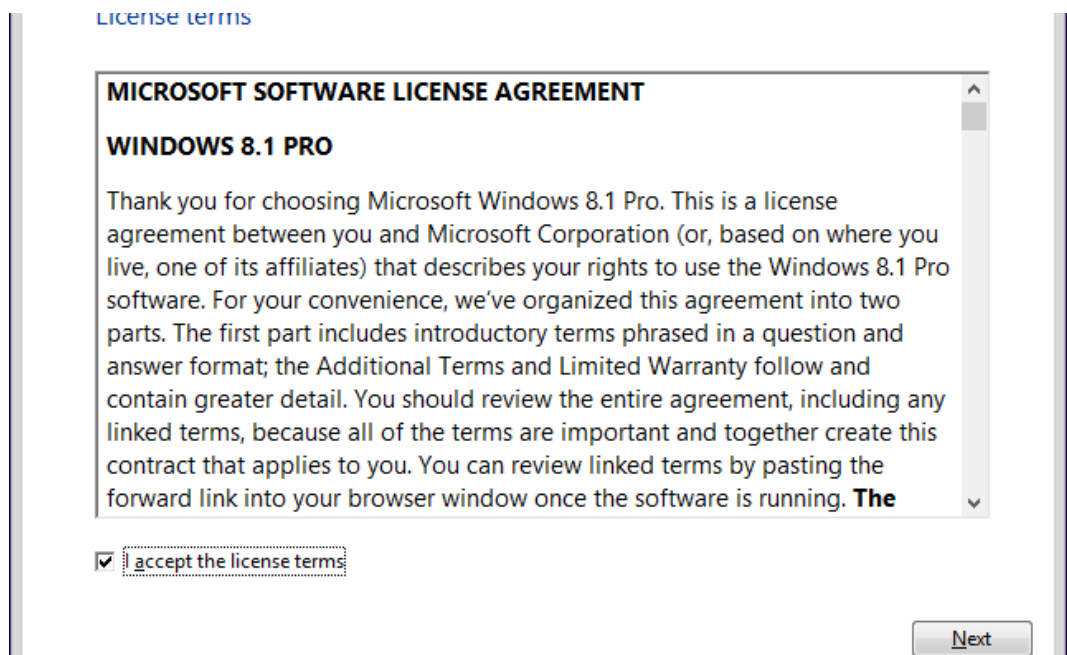 License terms
MICROSOFT SOFTWARE LICENSE AGREEMENT
WINDOWS 8.1 PRO
Thank you for choosing Microsoft Windows 8.1 Pro. This is a license
agreement between you and Microsoft Corporation (or, based on where you
live, one of its affiliates) that describes your rights to use the Windows 8.1 Pro
software. For your convenience, we’ve organized this agreement into two
parts. The first part includes introductory terms phrased in a question and
answer format; the Additional Terms and Limited Warranty follow and
contain greater detail. You should review the entire agreement, including any
linked terms, because all of the terms are important and together create this
contract that applies to you. You can review linked terms by pasting the
forward link into your browser window once the software is running. The
I accept the license terms
Next